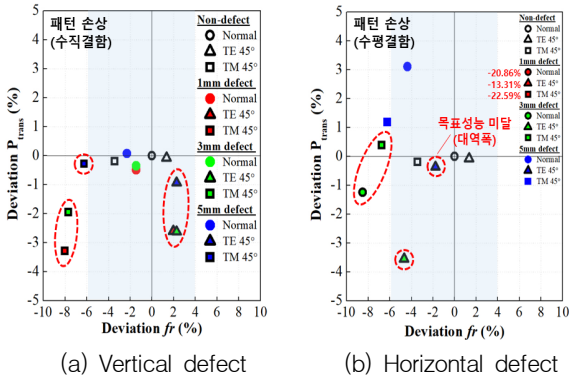 (a)
패턴 손상
(수직결함)
Non-defect
Normal
TE 45°
TM 45°
1mm defect
Normal
TE 45°
TM 45°
3mm defect
Normal
TE 45°
TM 45°
5mm defect
Normal
TE 45°
TM 45°
Deviation P_trans (%)
5
4
3
2
1
0
-1
-2
-3
-4
-5
-10 -8 -6 -4 -2 0 2 4 6 8 10
Deviation fr (%)
(a) Vertical defect
(b)
패턴 손상
(수평결함)
Non-defect
Normal
TE 45°
TM 45°
1mm defect
-20.86% Normal
-13.31% TE 45°
-22.59% TM 45°
3mm defect
Normal
TE 45°
TM 45°
5mm defect
Normal
TE 45°
TM 45°
목표성능 미달
(대역폭)
Deviation P_trans (%)
5
4
3
2
1
0
-1
-2
-3
-4
-5
-10 -8 -6 -4 -2 0 2 4 6 8 10
Deviation fr (%)
(b) Horizontal defect